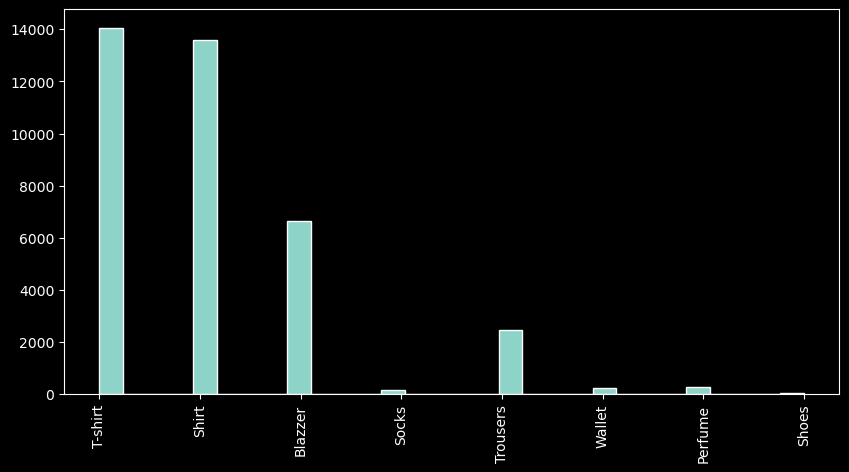 14000
12000
10000
8000
6000
4000
2000
0
T-shirt
Shirt
Blazzer
Socks
Trousers
Wallet
Perfume
Shoes